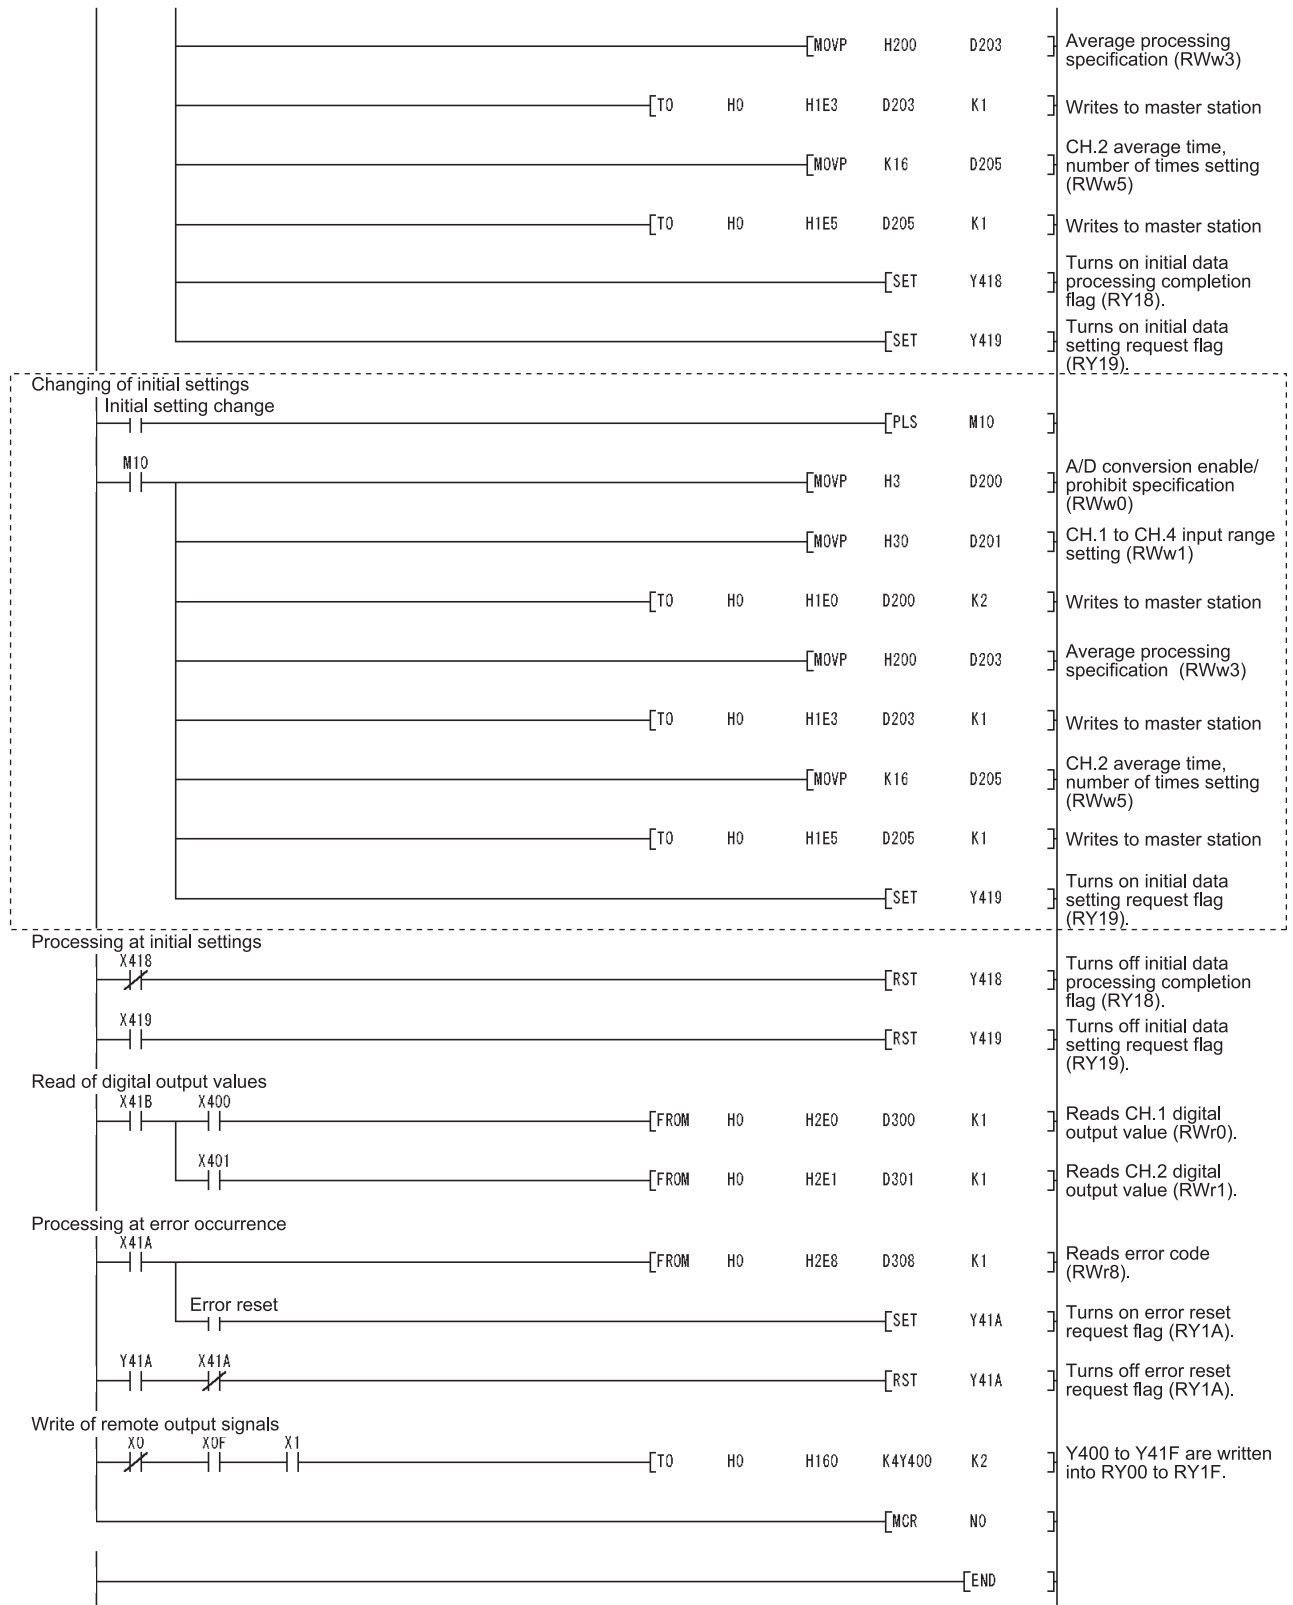 [MOVP H200 D203 ] Average processing
specification (RWw3)
[TO H0 H1E3 D203 K1 ] Writes to master station
CH.2 average time,
[MOVP K16 D205 ] number of times setting
(RWw5)
[TO H0 H1E5 D205 K1 ] Writes to master station
Turns on initial data
[SET Y418 ] processing completion
flag (RY18).
Turns on initial data
[SET Y419 ] setting request flag
(RY19).
Changing of initial settings
Initial setting change
[PLS M10 ]
M10
A/D conversion enable/
[MOVP H3 D200 ] prohibit specification
(RWw0)
[MOVP H30 D201 ] CH.1 to CH.4 input range
setting (RWw1)
[TO H0 H1E0 D200 K2 ] Writes to master station
[MOVP H200 D203 ] Average processing
specification (RWw3)
[TO H0 H1E3 D203 K1 ] Writes to master station
CH.2 average time,
[MOVP K16 D205 ] number of times setting
(RWw5)
[TO H0 H1E5 D205 K1 ] Writes to master station
Turns on initial data
[SET Y419 ] setting request flag
(RY19).
Processing at initial settings
X418
Turns off initial data
[RST Y418 ] processing completion
flag (RY18).
X419
Turns off initial data
[RST Y419 ] setting request flag
(RY19).
Read of digital output values
X41B X400
[FROM H0 H2E0 D300 K1 ] Reads CH.1 digital
output value (RWr0).
X401
[FROM H0 H2E1 D301 K1 ] Reads CH.2 digital
output value (RWr1).
Processing at error occurrence
X41A
[FROM H0 H2E8 D308 K1 ] Reads error code
(RWr8).
Error reset
[SET Y41A ] Turns on error reset
request flag (RY1A).
Y41A X41A
[RST Y41A ] Turns off error reset
request flag (RY1A).
Write of remote output signals
X0 X0F X1
[TO H0 H160 K4Y400 K2 ] Y400 to Y41F are written
into RY00 to RY1F.
[MCR N0 ]
[END ]